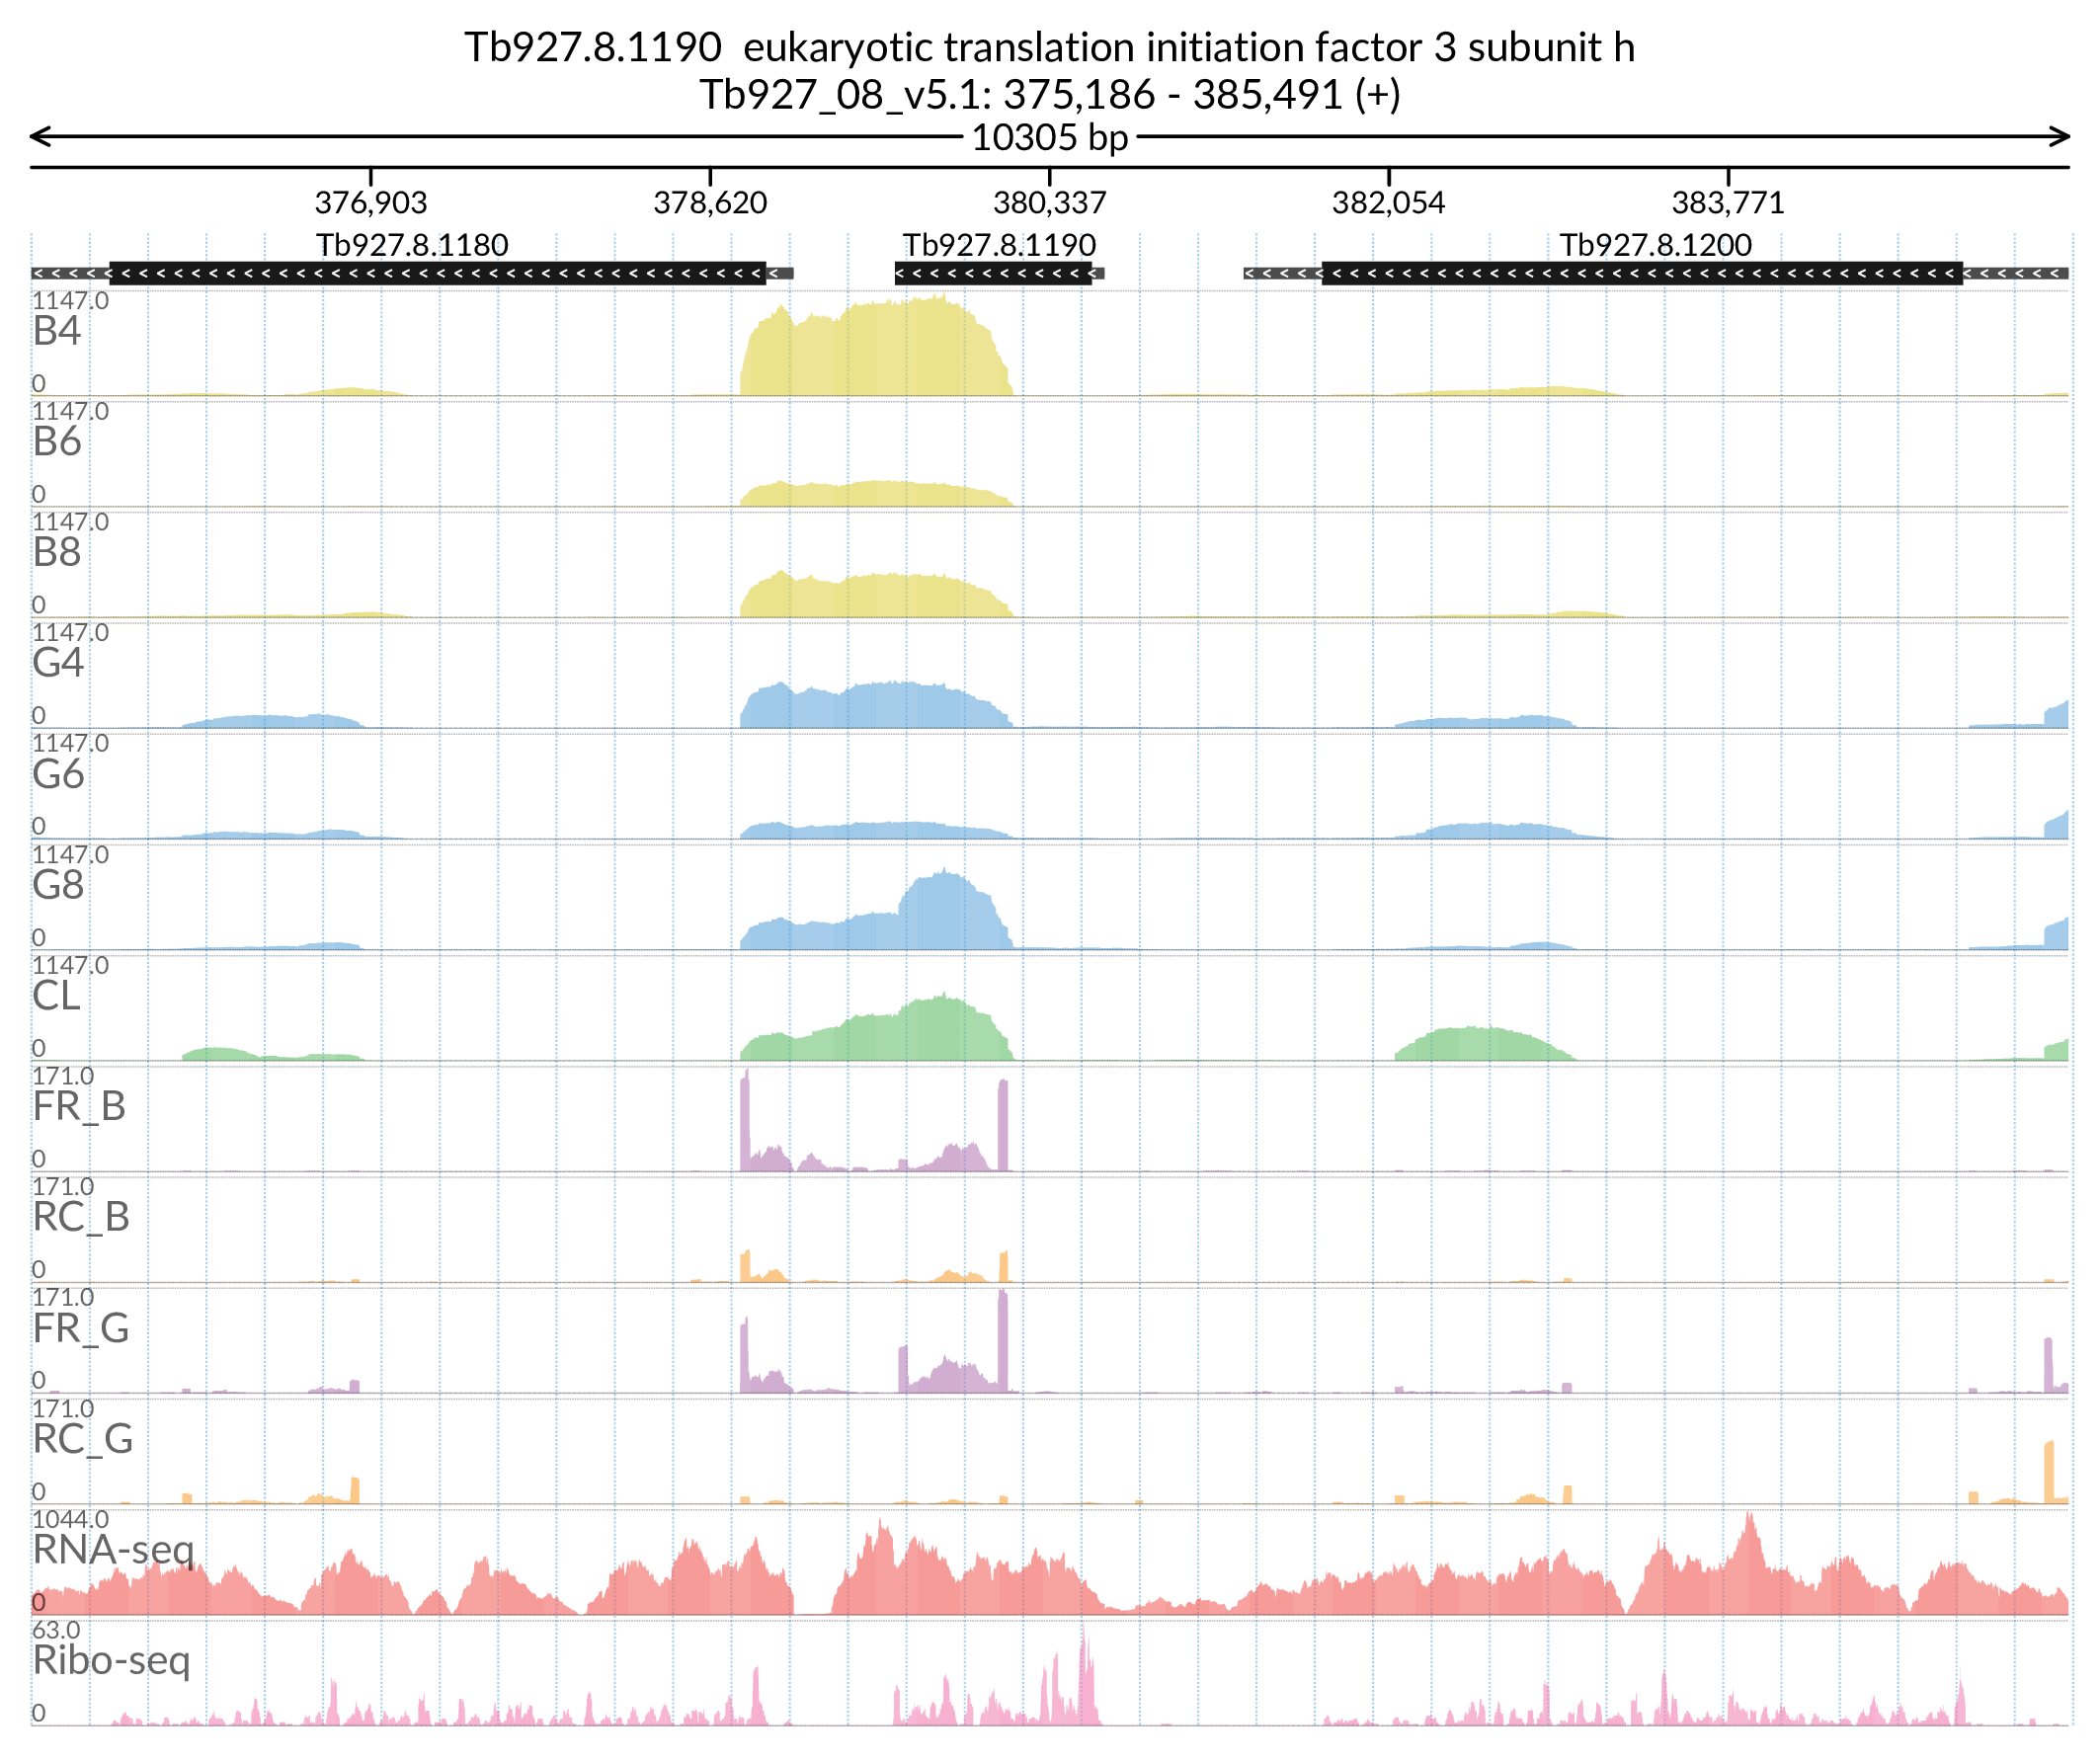 Tb927.8.1190  eukaryotic translation initiation factor 3 subunit h
Tb927_08_v5.1: 375,186 - 385,491 (+)
10305 bp
376,903 378,620 380,337 382,054 383,771
Tb927.8.1180 Tb927.8.1190 Tb927.8.1200
1147.0
B4
0
1147.0
B6
0
1147.0
B8
0
1147.0
G4
0
1147.0
G6
0
1147.0
G8
0
1147.0
CL
0
171.0
FR_B
0
171.0
RC_B
0
171.0
FR_G
0
171.0
RC_G
0
1044.0
RNA-seq
0
63.0
Ribo-seq
0